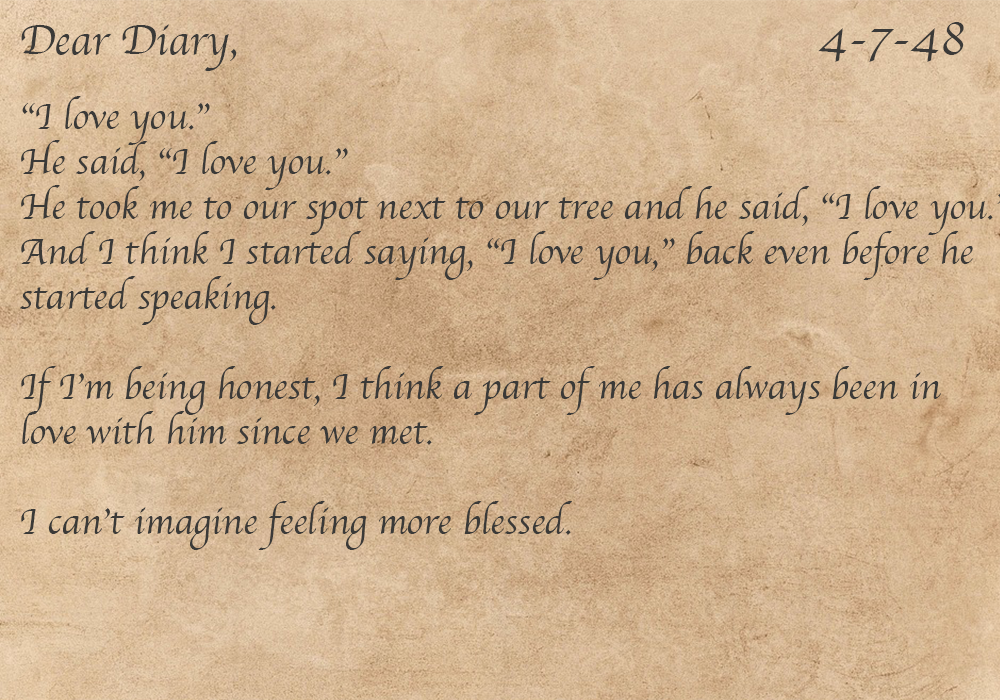 Dear Diary, 4-7-48
“I love you.”
He said, “I love you.”
He took me to our spot next to our tree and he said, “I love you.”
And I think I started saying, “I love you,” back even before he
started speaking.
If I'm being honest, I think a part of me has always been in
love with him since we met.
I can't imagine feeling more blessed.